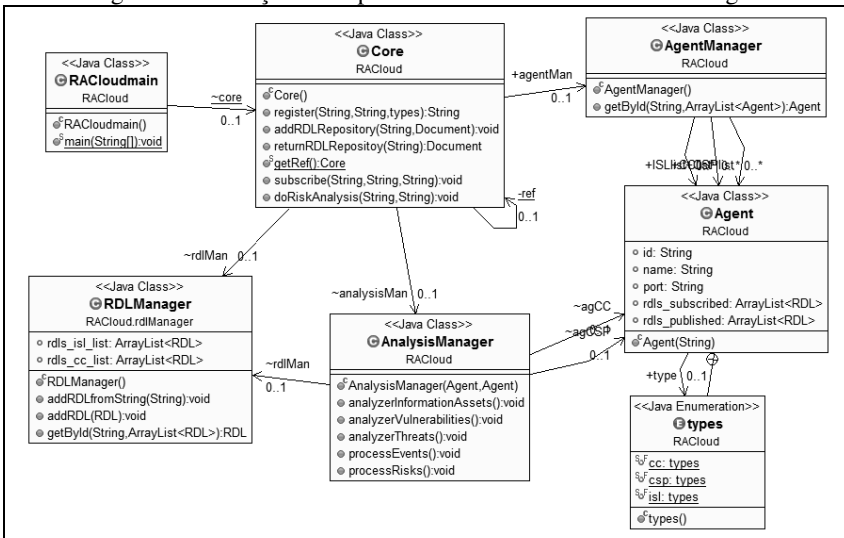 <<Java Class>>
RACloudmain
RACloud
RACloudmain()
main(String[]):void
~core
0..1
<<Java Class>>
Core
RACloud
Core()
register(String,String,types):String
addRDLRepository(String,Document):void
returnRDLRepositoy(String):Document
getRef():Core
subscribe(String,String,String):void
doRiskAnalysis(String,String):void
+agentMan
0..1
<<Java Class>>
AgentManager
RACloud
AgentManager()
getById(String,ArrayList<Agent>):Agent
0..*
-ref
0..1
<<Java Class>>
Agent
RACloud
id: String
name: String
port: String
rdls_subscribed: ArrayList<RDL>
rdls_published: ArrayList<RDL>
Agent(String)
~rdlMan
0..1
~analysisMan
0..1
<<Java Class>>
RDLManager
RACloud.rdlManager
rdls_isl_list: ArrayList<RDL>
rdls_cc_list: ArrayList<RDL>
RDLManager()
addRDLfromString(String):void
addRDL(RDL):void
getById(String,ArrayList<RDL>):RDL
~rdlMan
0..1
<<Java Class>>
AnalysisManager
RACloud
AnalysisManager(Agent,Agent)
analyzerInformationAssets():void
analyzerVulnerabilities():void
analyzerThreats():void
processEvents():void
processRisks():void
~agCC
~agCSP
0..1
+type
0..1
<<Java Enumeration>>
types
RACloud
cc: types
csp: types
isl: types
types()